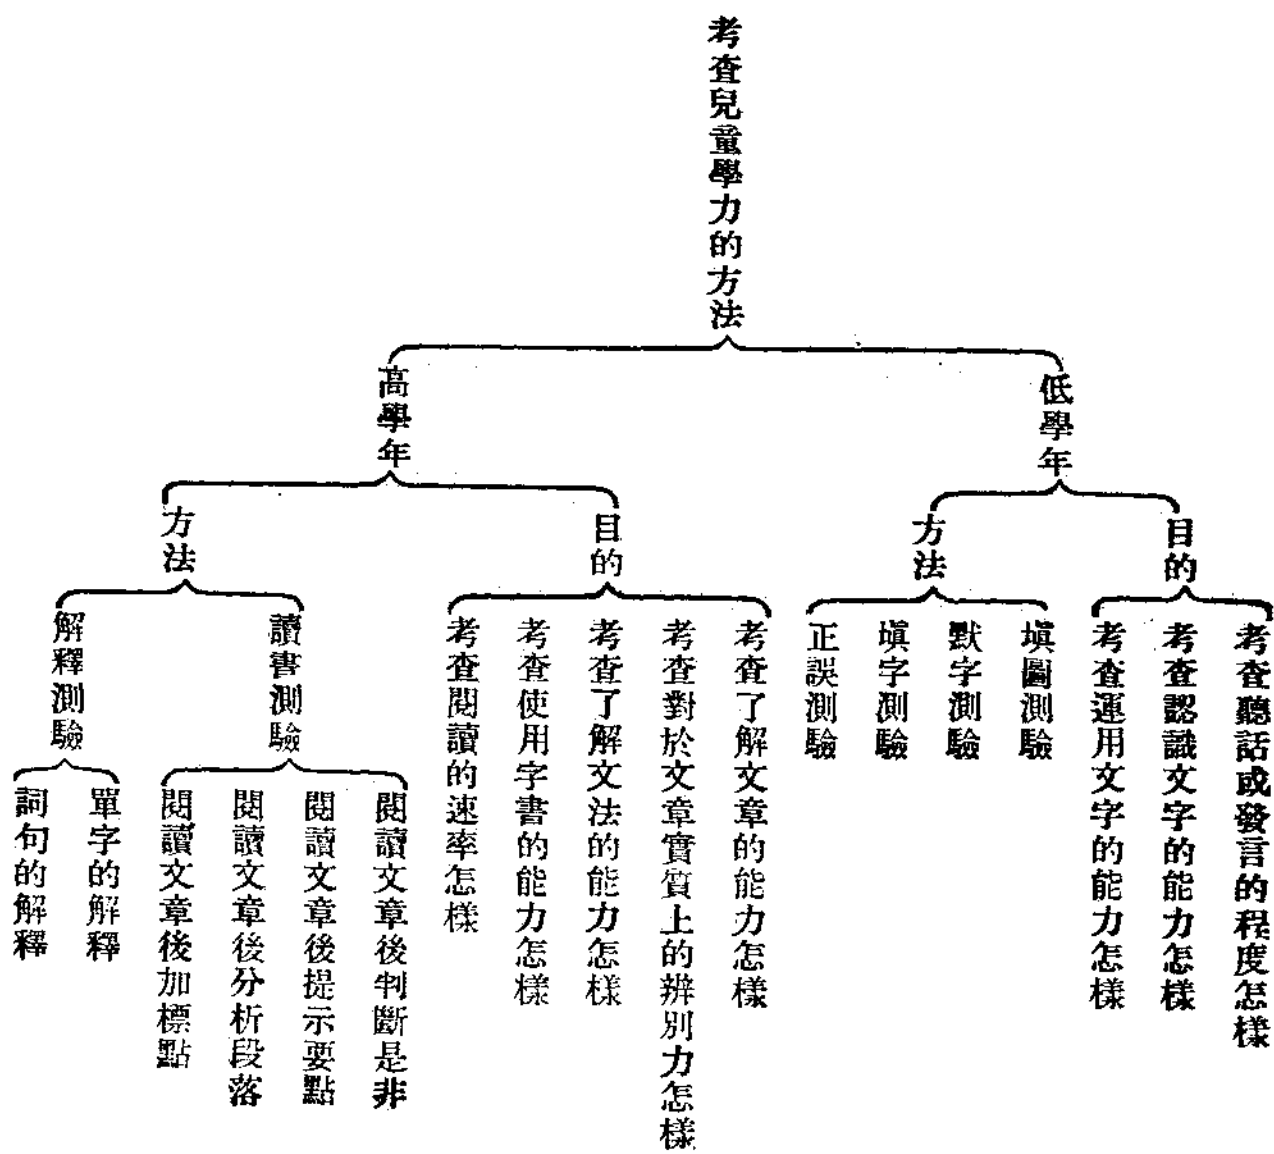 考查兒童學力的方法
低學年
目的
考查聽話或發言的程度怎樣
考查認識文字的能力怎樣
考查運用文字的能力怎樣
方法
填圖測驗
默字測驗
填字測驗
正誤測驗
高學年
目的
考查了解文章的能力怎樣
考查對於文章實質上的辨別力怎樣
考查了解文法的能力怎樣
考查使用字書的能力怎樣
考查閱讀的速率怎樣
方法
讀書測驗
閱讀文章後判斷是非
閱讀文章後提示要點
閱讀文章後分析段落
閱讀文章後加標點
解釋測驗
單字的解釋
詞句的解釋